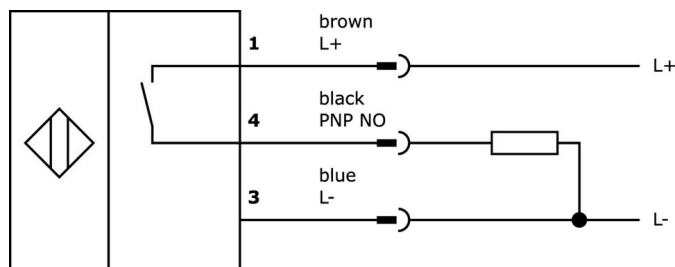 brown
1 L+
L+
black
4 PNP NO
blue
3 L-
L-